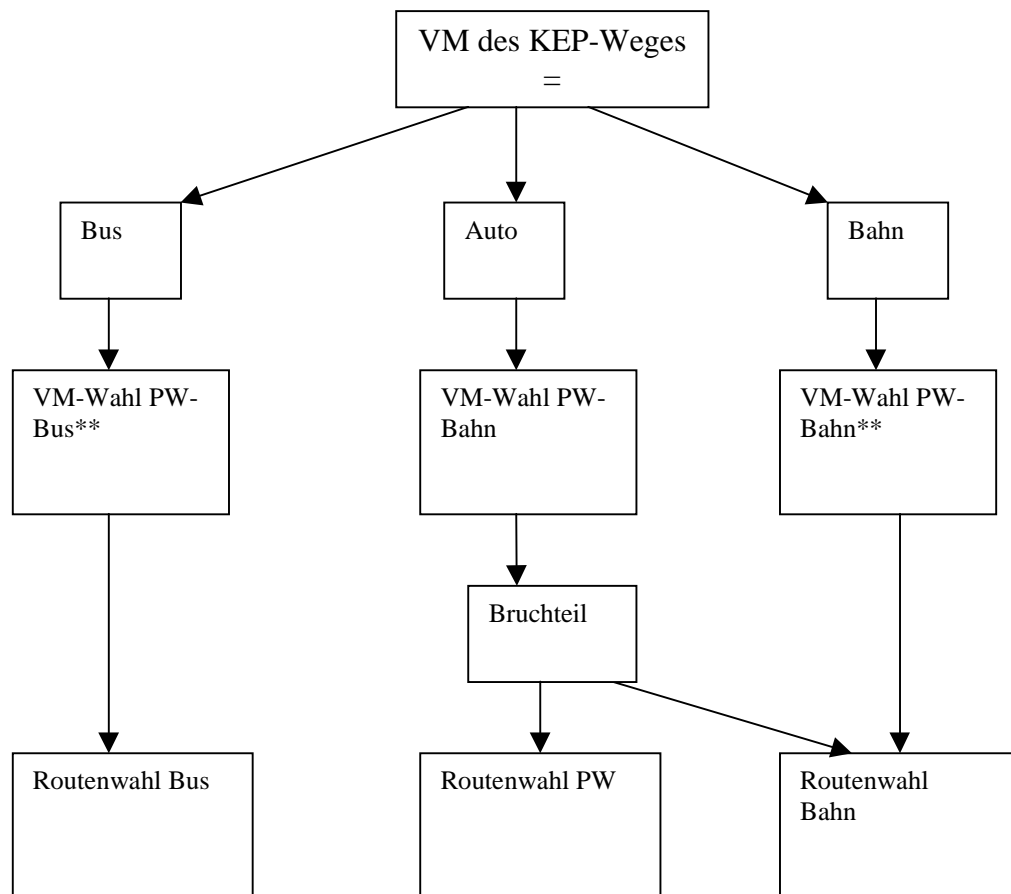 VM des KEP-Weges
=
Bus
Auto
Bahn
VM-Wahl PW-
Bus**
VM-Wahl PW-
Bahn
VM-Wahl PW-
Bahn**
Bruchteil
Routenwahl Bus
Routenwahl PW
Routenwahl
Bahn